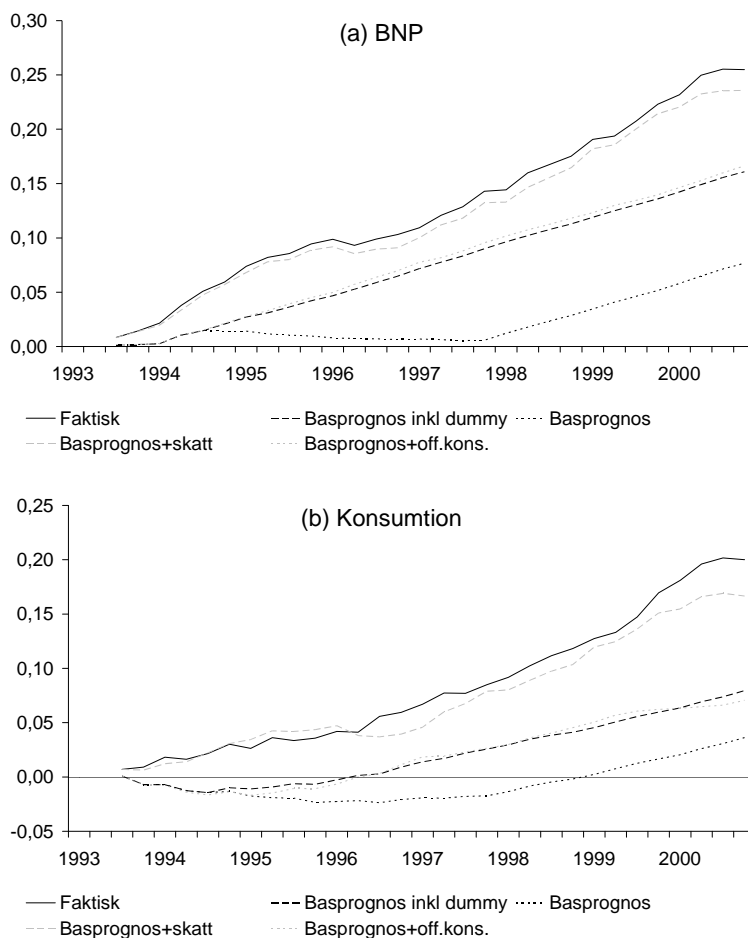 (a) BNP
0,30
0,25
0,20
0,15
0,10
0,05
0,00
1993 1994 1995 1996 1997 1998 1999 2000
Faktisk Basprognos inkl dummy Basprognos
Basprognos+skatt Basprognos+off.kons.
(b) Konsumtion
0,25
0,20
0,15
0,10
0,05
0,00
-0,05
1993 1994 1995 1996 1997 1998 1999 2000
Faktisk Basprognos inkl dummy Basprognos
Basprognos+skatt Basprognos+off.kons.